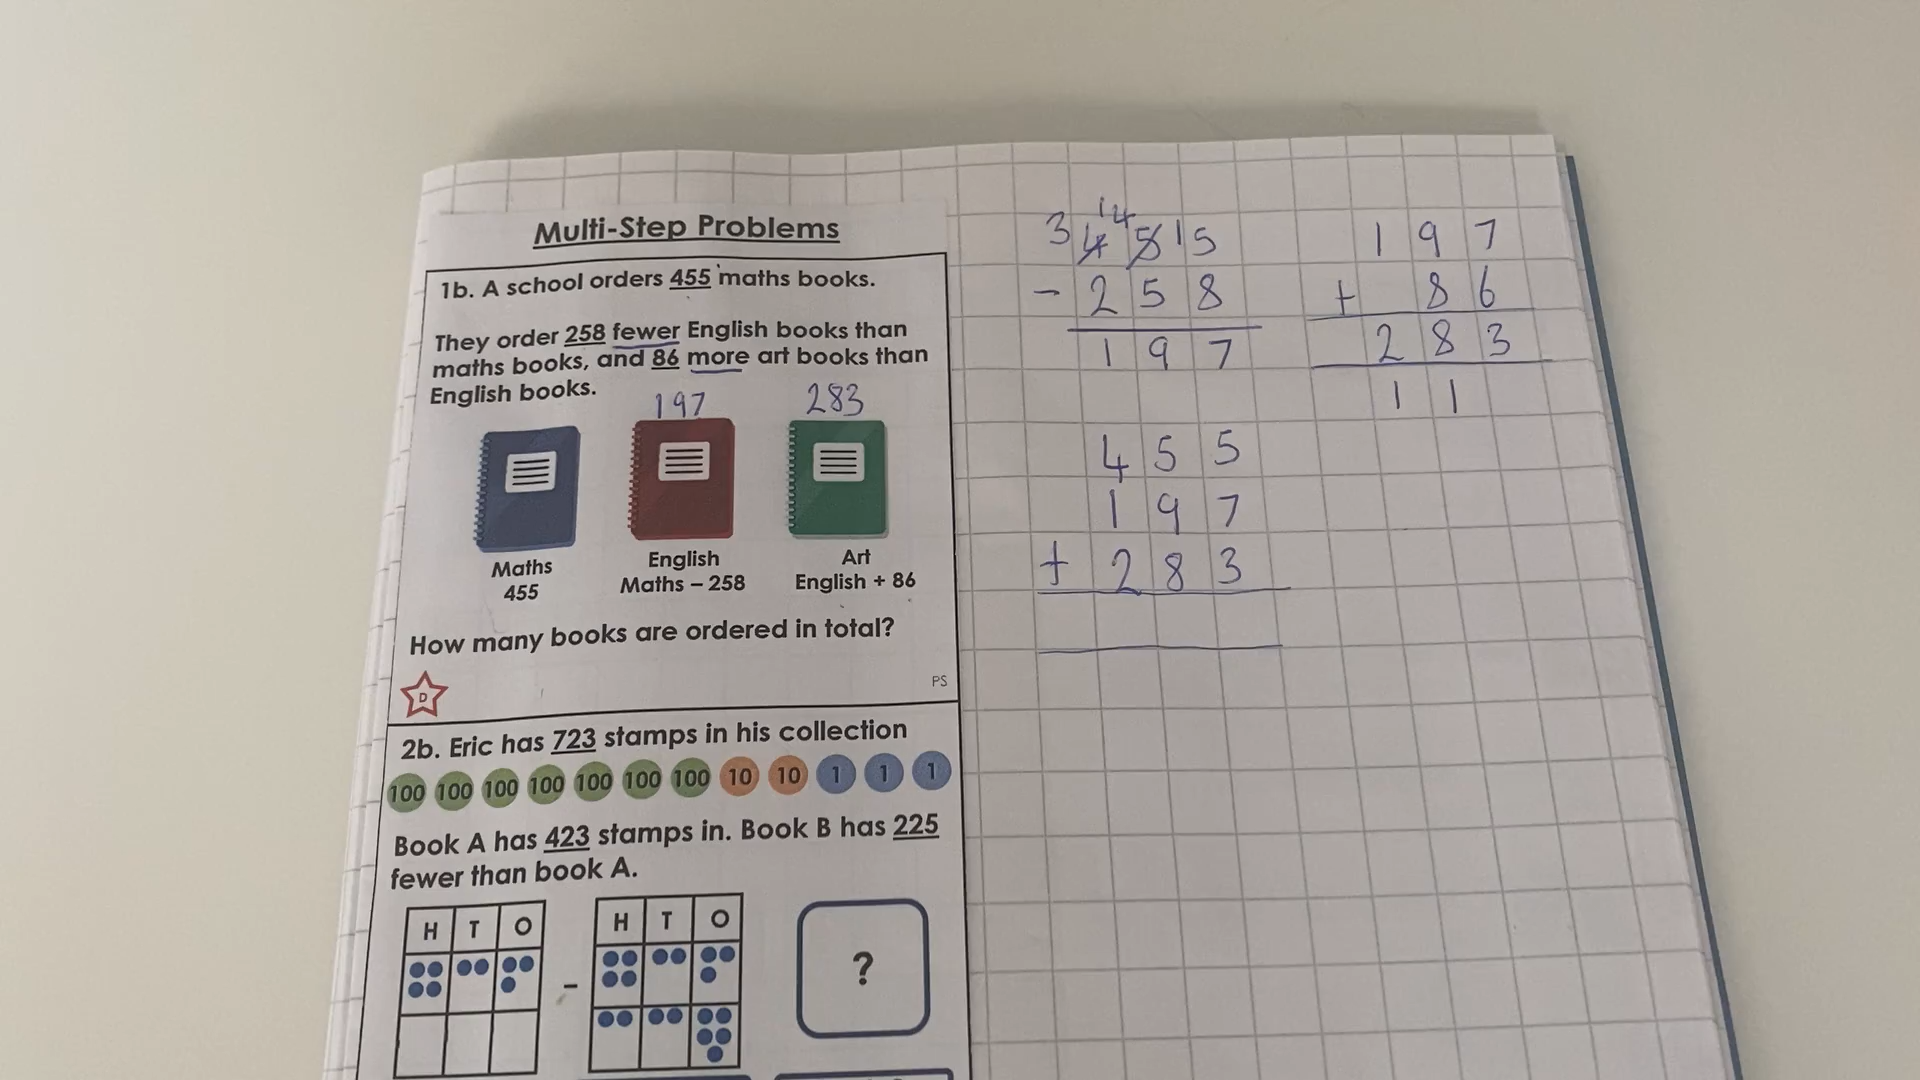 Multi-Step Problems
1b. A school orders 455 maths books.
They order 258 fewer English books than
maths books, and 86 more art books than
English books.
197 283
Maths
455
English
Maths – 258
Art
English + 86
How many books are ordered in total?
D
PS
2b. Eric has 723 stamps in his collection
100 100 100 100 100 100 100 10 10 1 1 1
Book A has 423 stamps in. Book B has 225
fewer than book A.
H T O
-
H T O
?
3 14
4 5 15
- 2 5 8
1 9 7
1 9 7
+ 8 6
2 8 3
1 1
4 5 5
1 9 7
+ 2 8 3